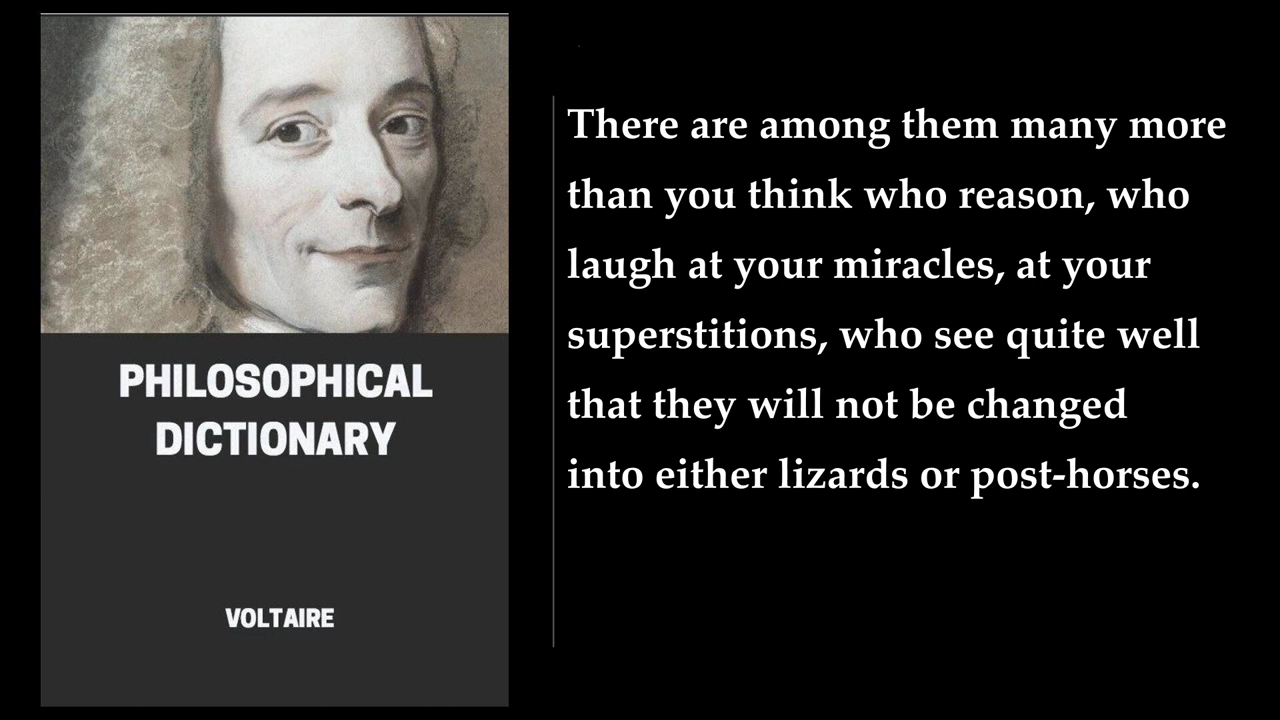 PHILOSOPHICAL
DICTIONARY
VOLTAIRE
There are among them many more
than you think who reason, who
laugh at your miracles, at your
superstitions, who see quite well
that they will not be changed
into either lizards or post-horses.